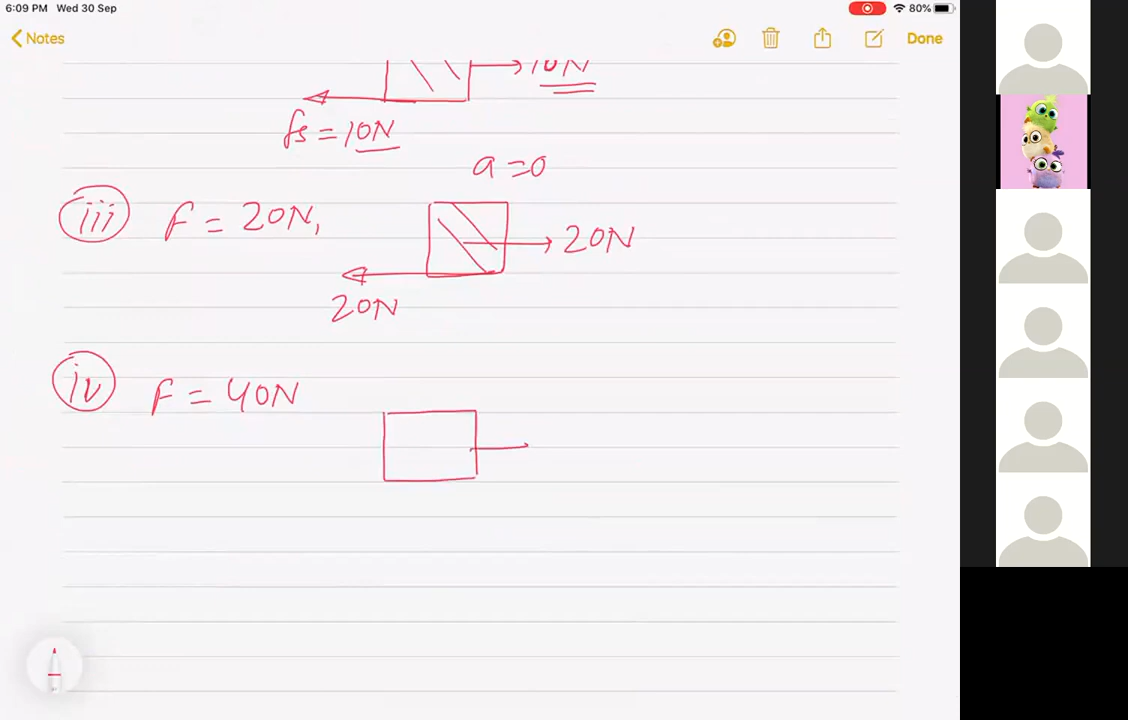 6:09 PM Wed 30 Sep
80%
Notes
Done
10N
fs = 10N
a = 0
iii F = 20N,
20N
20N
iv F = 40N